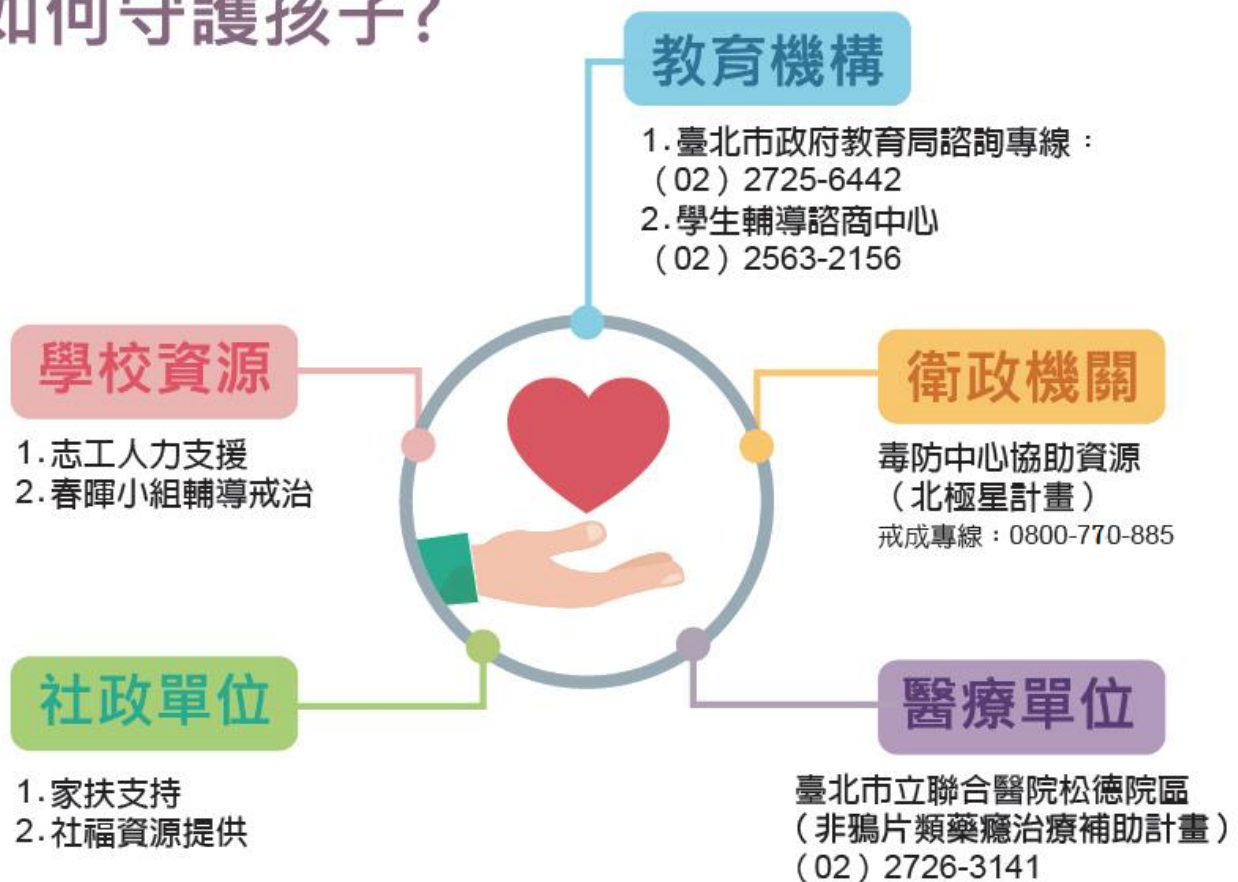 如何守護孩子?
教育機構
1.臺北市政府教育局諮詢專線：
（02）2725-6442
2.學生輔導諮商中心
（02）2563-2156
學校資源
1.志工人力支援
2.春暉小組輔導戒治
衛政機關
毒防中心協助資源
（北極星計畫）
戒成專線：0800-770-885
社政單位
1.家扶支持
2.社福資源提供
醫療單位
臺北市立聯合醫院松德院區
（非鴉片類藥癮治療補助計畫）
（02）2726-3141